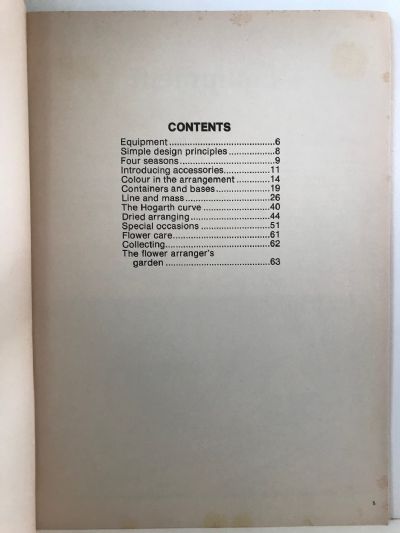 CONTENTS
Equipment......................................6
Simple design principles................8
Four seasons..................................9
Introducing accessories.................11
Colour in the arrangement............14
Containers and bases....................19
Line and mass...............................26
The Hogarth curve........................40
Dried arranging.............................44
Special occasions.........................51
Flower care...................................61
Collecting......................................62
The flower arranger's
garden......................................63
5